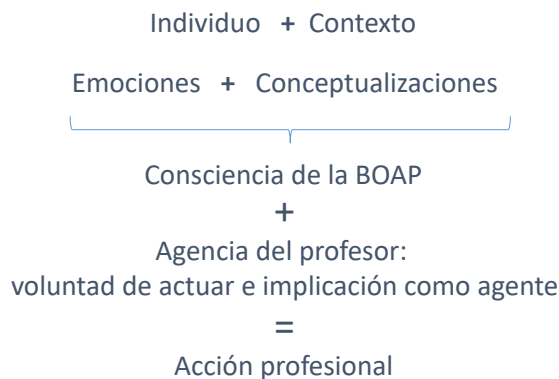 Individuo + Contexto
Emociones + Conceptualizaciones
Consciencia de la BOAP
+
Agencia del profesor:
voluntad de actuar e implicación como agente
=
Acción profesional